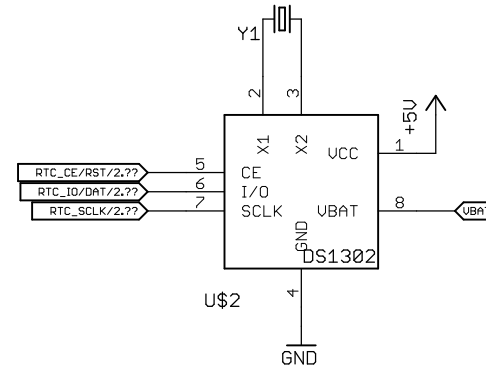 Y1
2
3
+5V
X1
X2
VCC
1
RTC_CE/RST/2.??
5
CE
RTC_IO/DAT/2.??
6
I/O
RTC_SCLK/2.??
7
SCLK
VBAT
8
VBAT
GND
DS1302
U$2
4
GND